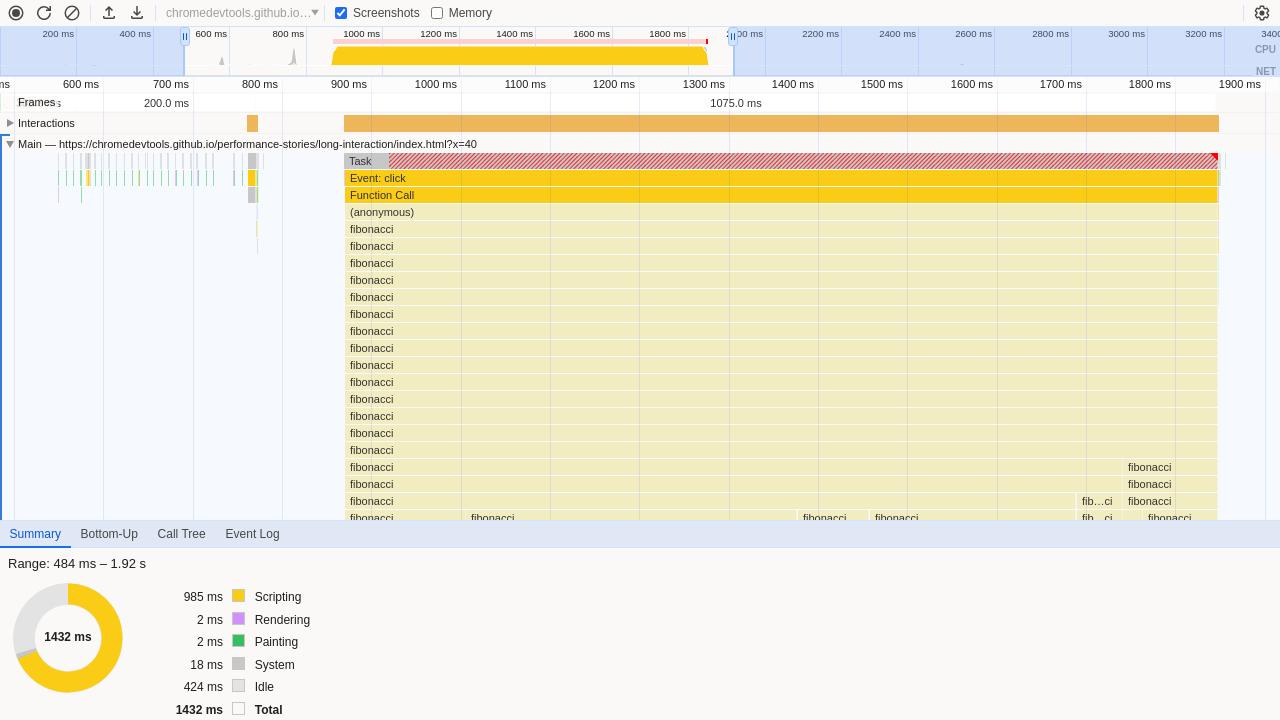 chromedevtools.github.io… Screenshots Memory
200 ms 400 ms 600 ms 800 ms 1000 ms 1200 ms 1400 ms 1600 ms 1800 ms 2200 ms 2400 ms 2600 ms 2800 ms 3000 ms 3200 ms
CPU
NET
ms 600 ms 700 ms 800 ms 900 ms 1000 ms 1100 ms 1200 ms 1300 ms 1400 ms 1500 ms 1600 ms 1700 ms 1800 ms 1900 ms
Frames 200.0 ms 1075.0 ms
Interactions
Main — https://chromedevtools.github.io/performance-stories/long-interaction/index.html?x=40
Task
Event: click
Function Call
(anonymous)
fibonacci
fibonacci
fibonacci
fibonacci
fibonacci
fibonacci
fibonacci
fibonacci
fibonacci
fibonacci
fibonacci
fibonacci
fibonacci
fibonacci
fibonacci fibonacci
fibonacci fibonacci
fibonacci fib…ci fibonacci
fibonacci fibonacci fibonacci fibonacci fib…ci fibonacci
Summary Bottom-Up Call Tree Event Log
Range: 484 ms – 1.92 s
1432 ms
985 ms Scripting
2 ms Rendering
2 ms Painting
18 ms System
424 ms Idle
1432 ms Total